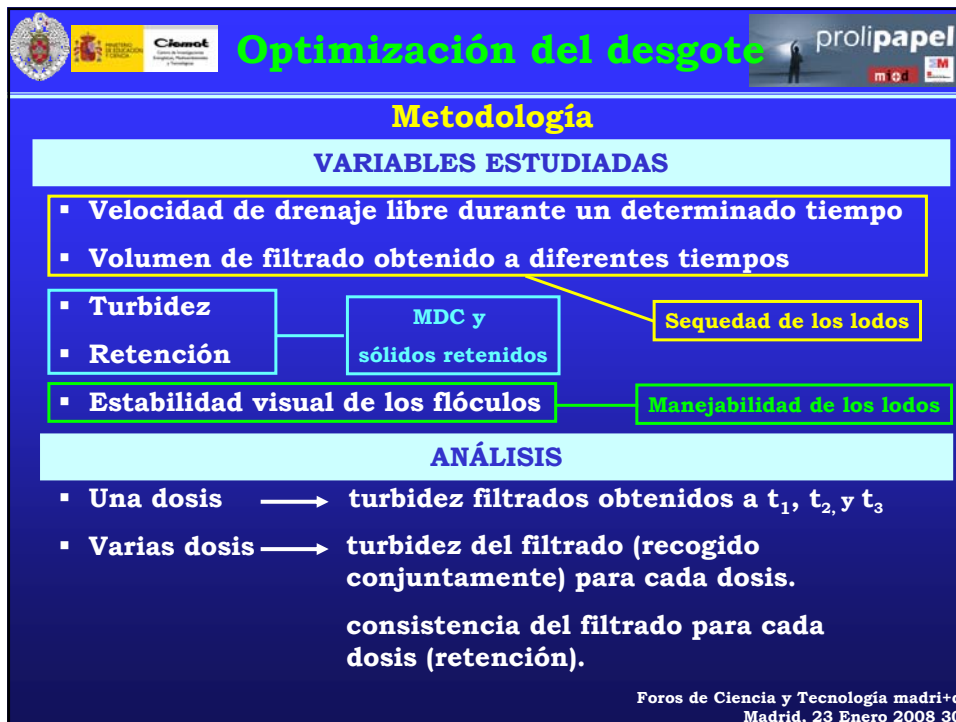 Ciemat
Optimización del desgote
prolipapel
Metodología
VARIABLES ESTUDIADAS
▪ Velocidad de drenaje libre durante un determinado tiempo
▪ Volumen de filtrado obtenido a diferentes tiempos
▪ Turbidez
▪ Retención
MDC y
sólidos retenidos
Sequedad de los lodos
▪ Estabilidad visual de los flóculos
Manejabilidad de los lodos
ANÁLISIS
▪ Una dosis → turbidez filtrados obtenidos a t₁, t₂, y t₃
▪ Varias dosis → turbidez del filtrado (recogido
conjuntamente) para cada dosis.
consistencia del filtrado para cada
dosis (retención).
Foros de Ciencia y Tecnología madri+d
Madrid, 23 Enero 2008 30